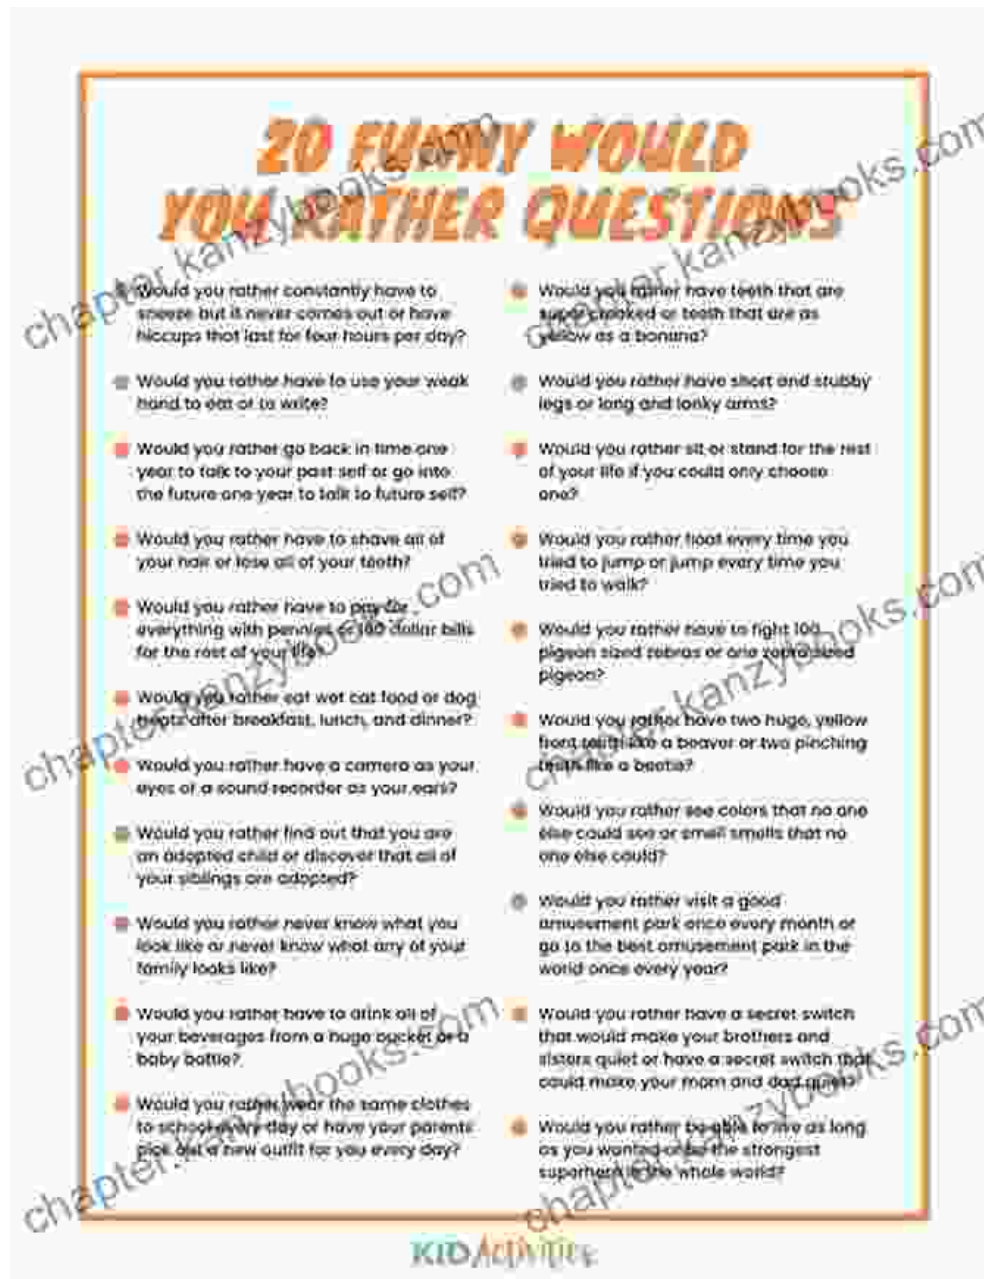 20 FUNNY WOULD
YOU RATHER QUESTIONS
Would you rather constantly have to
sneeze but it never comes out or have
hiccups that last for four hours per day?
Would you rather have to use your weak
hand to eat or to write?
Would you rather go back in time one
year to talk to your past self or go into
the future one year to talk to future self?
Would you rather have to shave all of
your hair or lose all of your teeth?
Would you rather have to pay for
everything with pennies or 100 dollar bills
for the rest of your life?
Would you rather eat wet cat food or dog
treats after breakfast, lunch, and dinner?
Would you rather have a camera as your
eyes or a sound recorder as your ears?
Would you rather find out that you are
an adopted child or discover that all of
your siblings are adopted?
Would you rather never know what you
look like or never know what any of your
family looks like?
Would you rather have to drink all of
your beverages from a huge bucket or a
baby bottle?
Would you rather wear the same clothes
to school every day or have your parents
pick out a new outfit for you every day?
Would you rather have teeth that are
super crooked or teeth that are as
yellow as a banana?
Would you rather have short and stubby
legs or long and lanky arms?
Would you rather sit or stand for the rest
of your life if you could only choose
one?
Would you rather float every time you
tried to jump or jump every time you
tried to walk?
Would you rather have to fight 100
pigeon sized zebras or one zebra sized
pigeon?
Would you rather have two huge, yellow
front teeth like a beaver or two pinching
teeth like a beetle?
Would you rather see colors that no one
else could see or smell smells that no
one else could?
Would you rather visit a good
amusement park once every month or
go to the best amusement park in the
world once every year?
Would you rather have a secret switch
that would make your brothers and
sisters quiet or have a secret switch that
could make your mom and dad quiet?
Would you rather be able to live as long
as you wanted or be the strongest
superhero in the whole world?
KID Activities
chapter.kanzybooks.com
chapter.kanzybooks.com
chapter.kanzybooks.com
chapter.kanzybooks.com
chapter.kanzybooks.com
chapter.kanzybooks.com